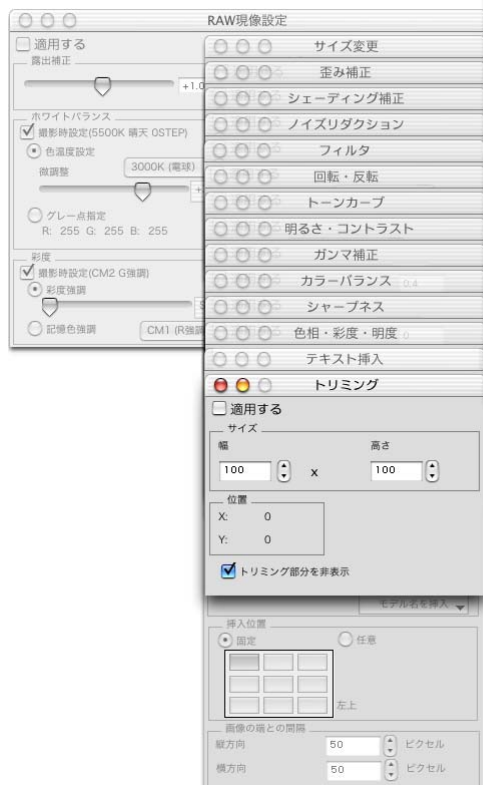 RAW現像設定
適用する
露出補正
+1.0
ホワイトバランス
撮影時設定(5500K 晴天 0STEP)
色温度設定
微調整
3000K (電球)
グレー点指定
R: 255 G: 255 B: 255
彩度
撮影時設定(CM2 G強調)
彩度強調
記憶色強調
CM1 (R強調
サイズ変更
歪み補正
シェーディング補正
ノイズリダクション
フィルタ
回転・反転
トーンカーブ
明るさ・コントラスト
ガンマ補正
カラーバランス
シャープネス
色相・彩度・明度
テキスト挿入
トリミング
適用する
サイズ
幅
高さ
100 x 100
位置
X: 0
Y: 0
トリミング部分を非表示
モデル名を挿入
挿入位置
固定
任意
左上
画像の端との間隔
縦方向 50 ピクセル
横方向 50 ピクセル